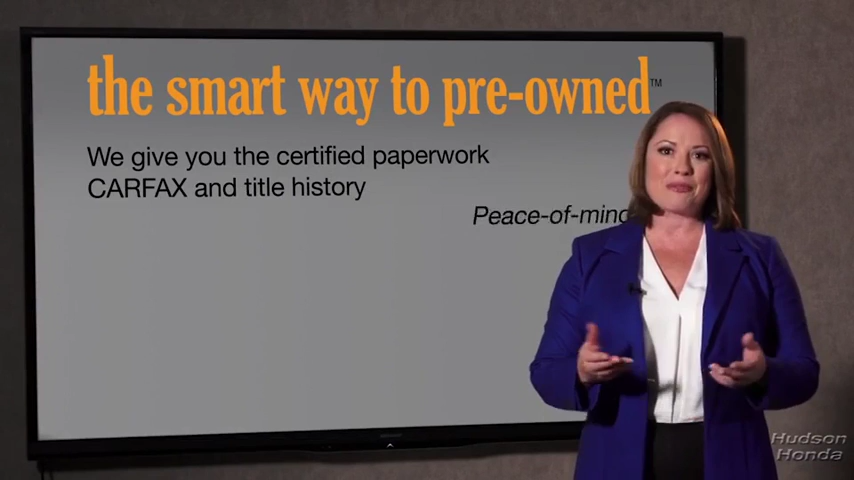 the smart way to pre-owned™
We give you the certified paperwork
CARFAX and title history
Peace-of-mind
Hudson
Honda